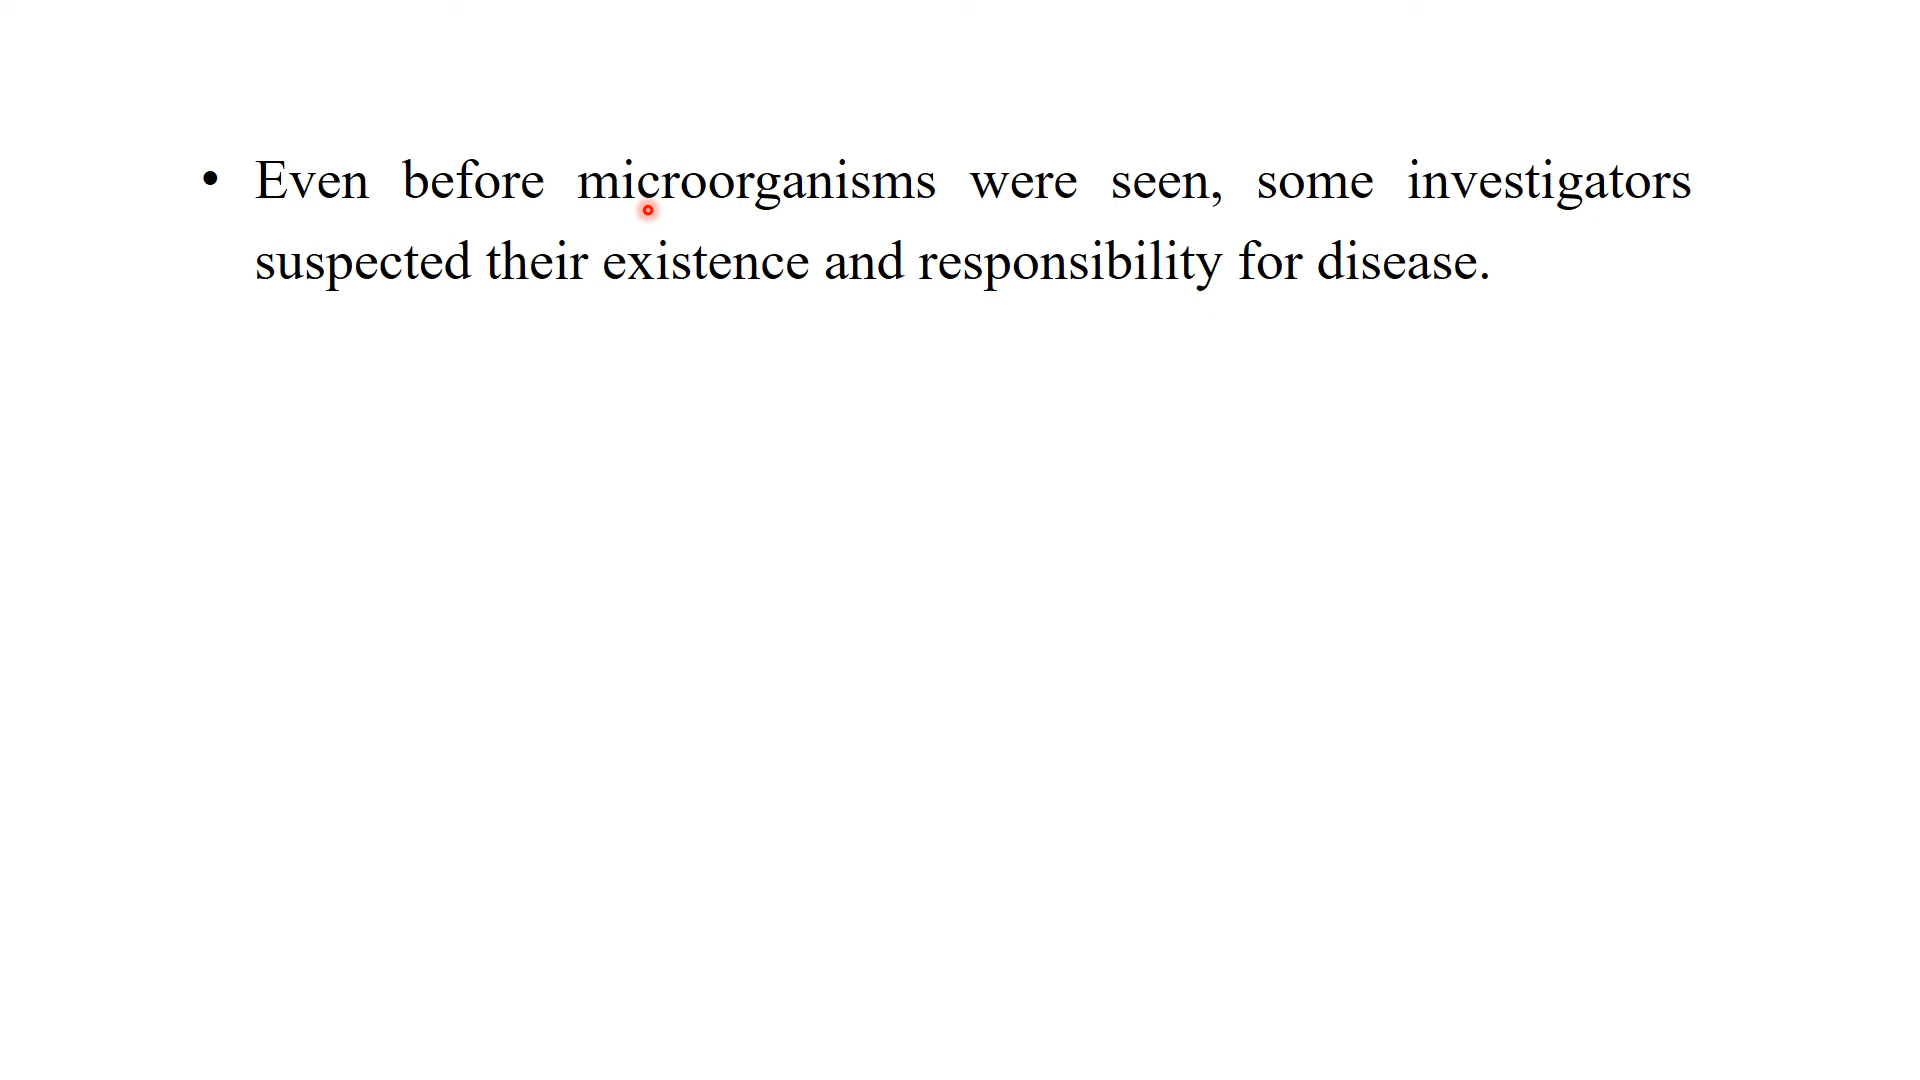 • Even before microorganisms were seen, some investigators
suspected their existence and responsibility for disease.